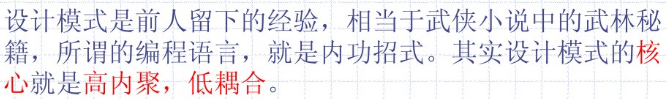 设计模式是前人留下的经验，相当于武侠小说中的武林秘
籍，所谓的编程语言，就是内功招式。其实设计模式的核
心就是高内聚，低耦合。